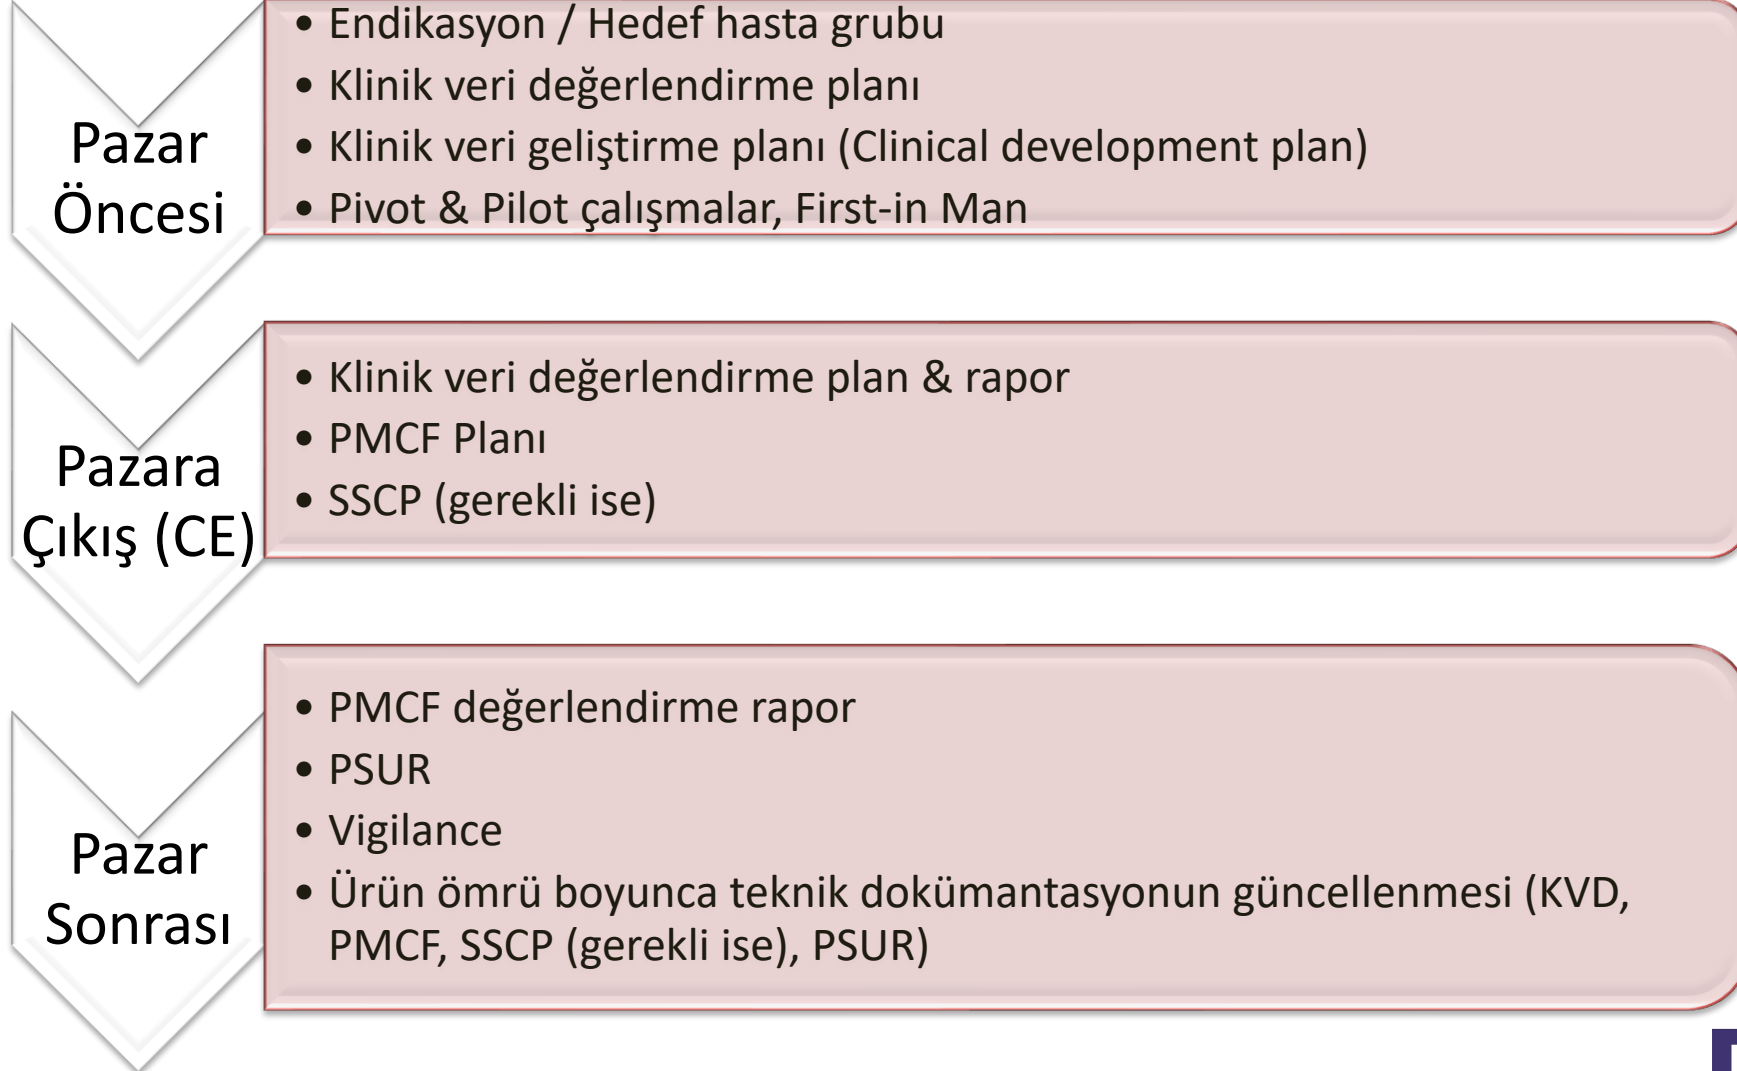 Pazar
Öncesi
• Endikasyon / Hedef hasta grubu
• Klinik veri değerlendirme planı
• Klinik veri geliştirme planı (Clinical development plan)
• Pivot & Pilot çalışmalar, First-in Man
Pazara
Çıkış (CE)
• Klinik veri değerlendirme plan & rapor
• PMCF Planı
• SSCP (gerekli ise)
Pazar
Sonrası
• PMCF değerlendirme rapor
• PSUR
• Vigilance
• Ürün ömrü boyunca teknik dokümantasyonun güncellenmesi (KVD,
PMCF, SSCP (gerekli ise), PSUR)